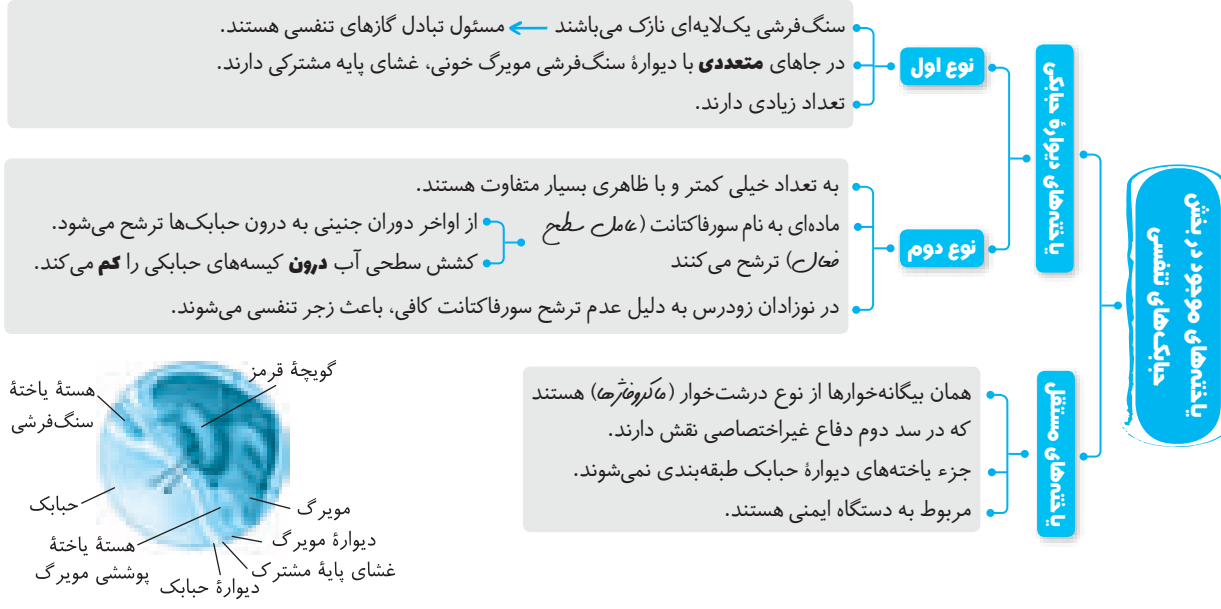 یاخته‌های موجود در بخش
حبابک‌های تنفسی
یاخته‌های دیوارهٔ حبابکی
نوع اول
سنگ‌فرشی یک‌لایه‌ای نازک می‌باشند ← مسئول تبادل گازهای تنفسی هستند.
در جاهای متعددی با دیوارهٔ سنگ‌فرشی مویرگ خونی، غشای پایه مشترکی دارند.
تعداد زیادی دارند.
نوع دوم
به تعداد خیلی کمتر و با ظاهری بسیار متفاوت هستند.
ماده‌ای به نام سورفاکتانت (عامل سطح
فعال) ترشح می‌کنند
از اواخر دوران جنینی به درون حبابک‌ها ترشح می‌شود.
کشش سطحی آب درون کیسه‌های حبابکی را کم می‌کند.
در نوزادان زودرس به دلیل عدم ترشح سورفاکتانت کافی، باعث زجر تنفسی می‌شوند.
یاخته‌های مستقل
همان بیگانه‌خوارها از نوع درشت‌خوار (ماکروفاژها) هستند
که در سد دوم دفاع غیراختصاصی نقش دارند.
جزء یاخته‌های دیوارهٔ حبابک طبقه‌بندی نمی‌شوند.
مربوط به دستگاه ایمنی هستند.
گویچهٔ قرمز
هستهٔ یاختهٔ
سنگ‌فرشی
حبابک
مویرگ
هستهٔ یاختهٔ
پوششی مویرگ
دیوارهٔ مویرگ
غشای پایهٔ مشترک
دیوارهٔ حبابک